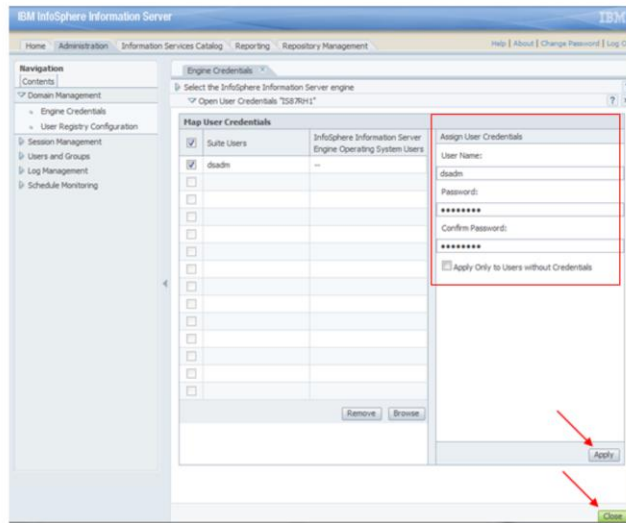 IBM InfoSphere Information Server
IBM
Home Administration Information Services Catalog Reporting Repository Management
Help | About | Change Password | Log
Navigation
Contents
Domain Management
Engine Credentials
User Registry Configuration
Session Management
Users and Groups
Log Management
Schedule Monitoring
Engine Credentials
Select the InfoSphere Information Server engine
Open User Credentials "IS87RH1"
?
Map User Credentials
Suite Users
InfoSphere Information Server
Engine Operating System Users
dsadm
--
Remove
Browse
Assign User Credentials
User Name:
dsadm
Password:
********
Confirm Password:
********
Apply Only to Users without Credentials
Apply
Close